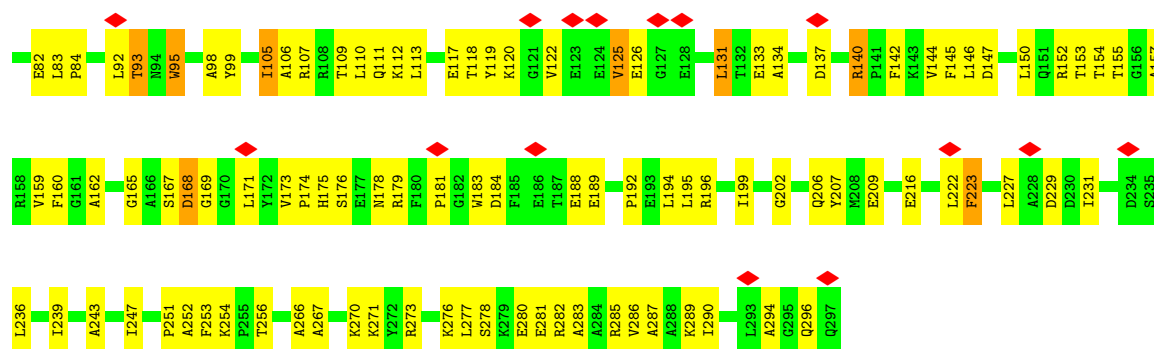 E82 L83 P84 L92 T93 N94 W95 A98 Y99 I105 A106 R107 R108 T109 L110 Q111 K112 L113 E117 T118 Y119 K120 G121 V122 E123 E124 V125 E126 G127 E128 L131 T132 E133 A134 D137 R140 P141 F142 K143 V144 F145 L146 D147 L150 Q151 R152 T153 T154 T155 G156 A157
R158 V159 F160 G161 A162 G165 A166 S167 D168 G169 G170 L171 Y172 V173 P174 H175 S176 E177 N178 R179 F180 P181 G182 W183 D184 F185 E186 T187 E188 E189 P192 E193 L194 L195 R196 I199 G202 Q206 Y207 M208 E209 E216 L222 F223 L227 A228 D229 D230 I231 D234 S235
L236 I239 A243 I247 P251 A252 F253 K254 P255 T256 A266 A267 K270 K271 Y272 R273 K276 L277 S278 K279 E280 E281 R282 A283 A284 R285 V286 A287 A288 K289 I290 L293 A294 G295 Q296 Q297